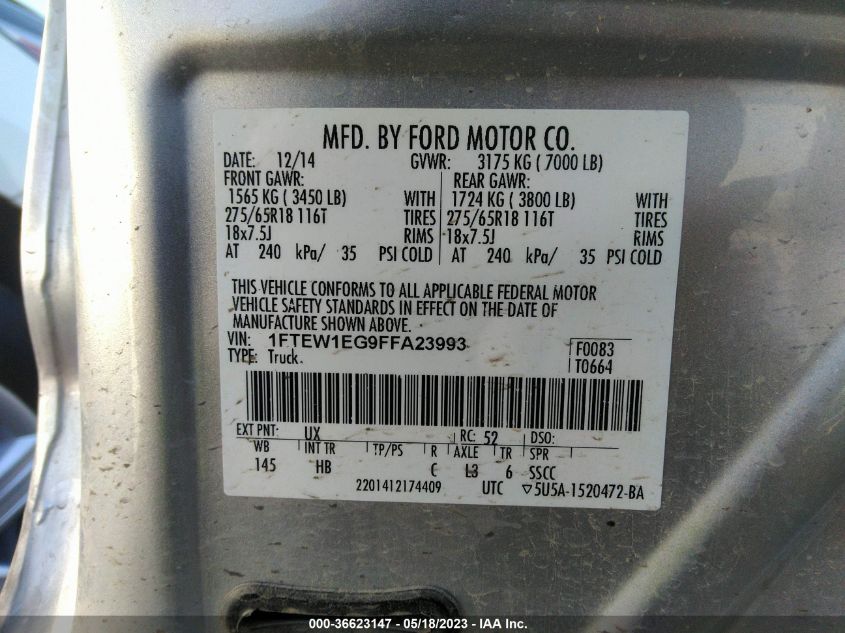 MFD. BY FORD MOTOR CO.
DATE: 12/14 GVWR: 3175 KG ( 7000 LB)
FRONT GAWR: REAR GAWR:
1565 KG ( 3450 LB) WITH 1724 KG ( 3800 LB) WITH
275/65R18 116T TIRES 275/65R18 116T TIRES
18x7.5J RIMS 18x7.5J RIMS
AT 240 kPa/ 35 PSI COLD AT 240 kPa/ 35 PSI COLD
THIS VEHICLE CONFORMS TO ALL APPLICABLE FEDERAL MOTOR
VEHICLE SAFETY STANDARDS IN EFFECT ON THE DATE OF
MANUFACTURE SHOWN ABOVE.
VIN: 1FTEW1EG9FFA23993 F0083
TYPE: Truck. T0664
EXT PNT: UX RC: 52 DSO:
WB INT TR TP/PS R AXLE TR SPR
145 HB C L3 6 SSCC
2201412174409 UTC ▽5U5A-1520472-BA
000-36623147 - 05/18/2023 - IAA Inc.